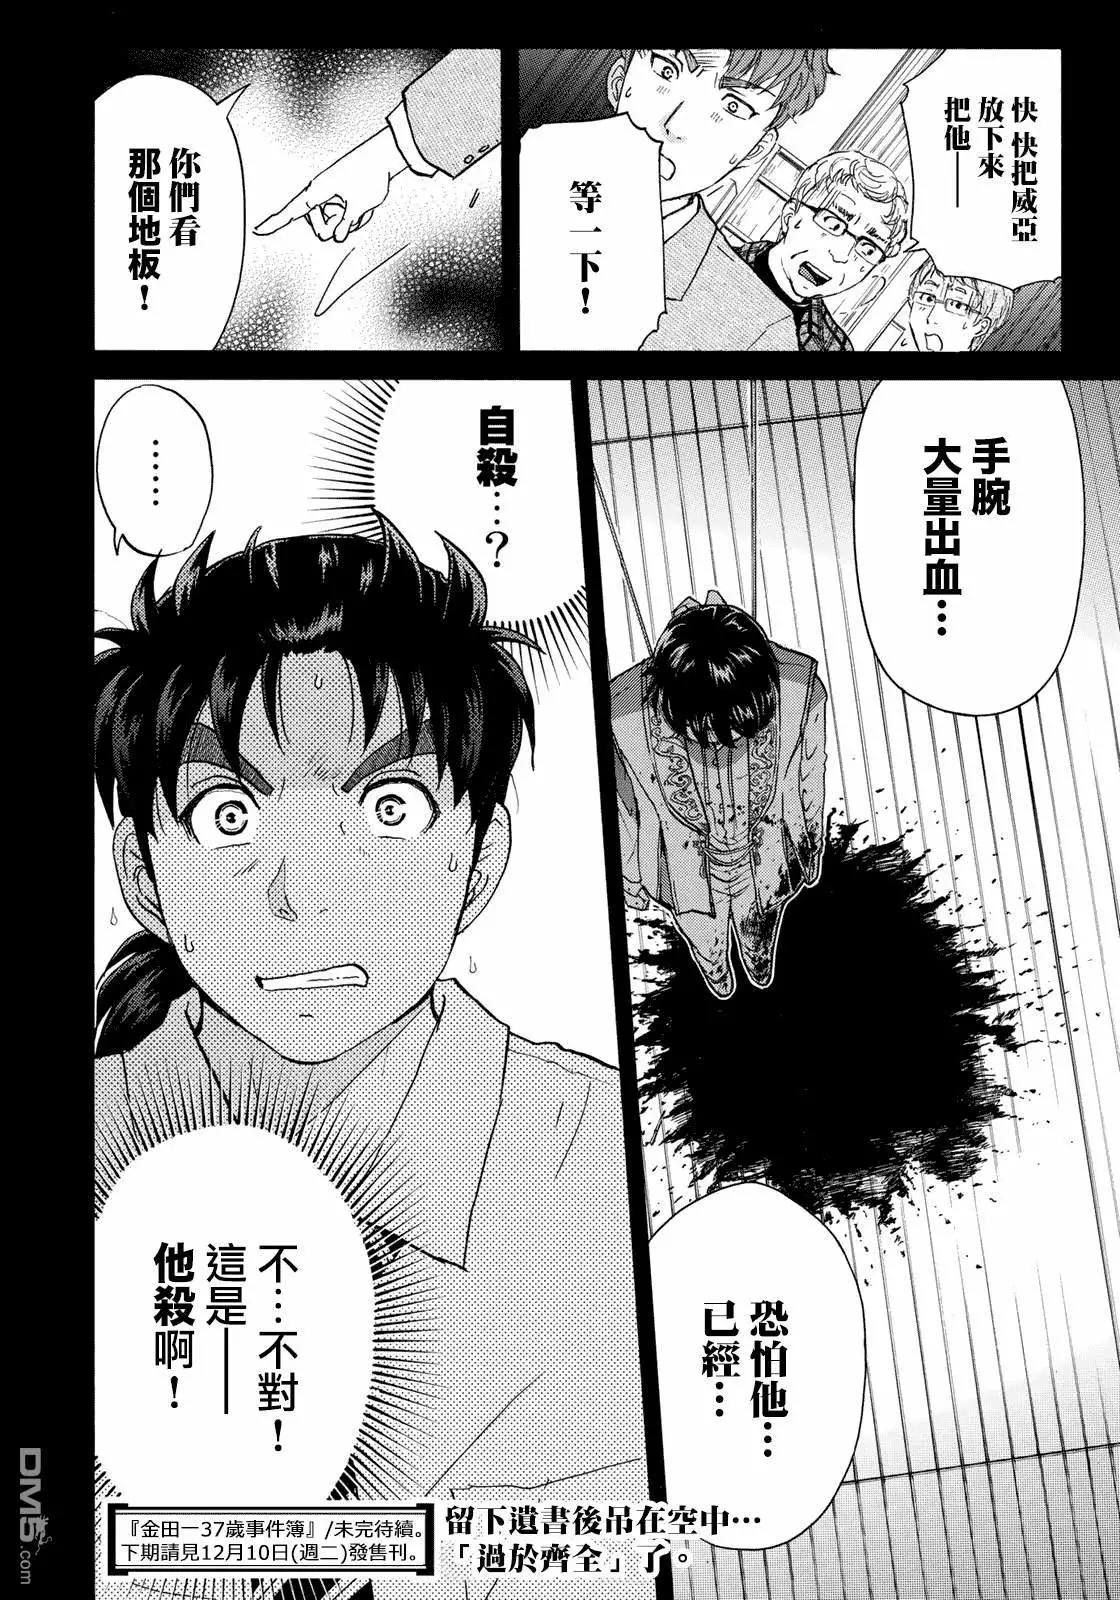 快 快把威亞
放下來
把他——
等一下！
你們看
那個地板！
手腕
大量出血…
恐怕他…
已經…
自殺…？
……
不…不對！
這是——
他殺啊！
留下遺書後吊在空中…
「過於齊全」了。
『金田一37歲事件簿』/未完待續。
下期請見12月10日(週二)發售刊。
DM5